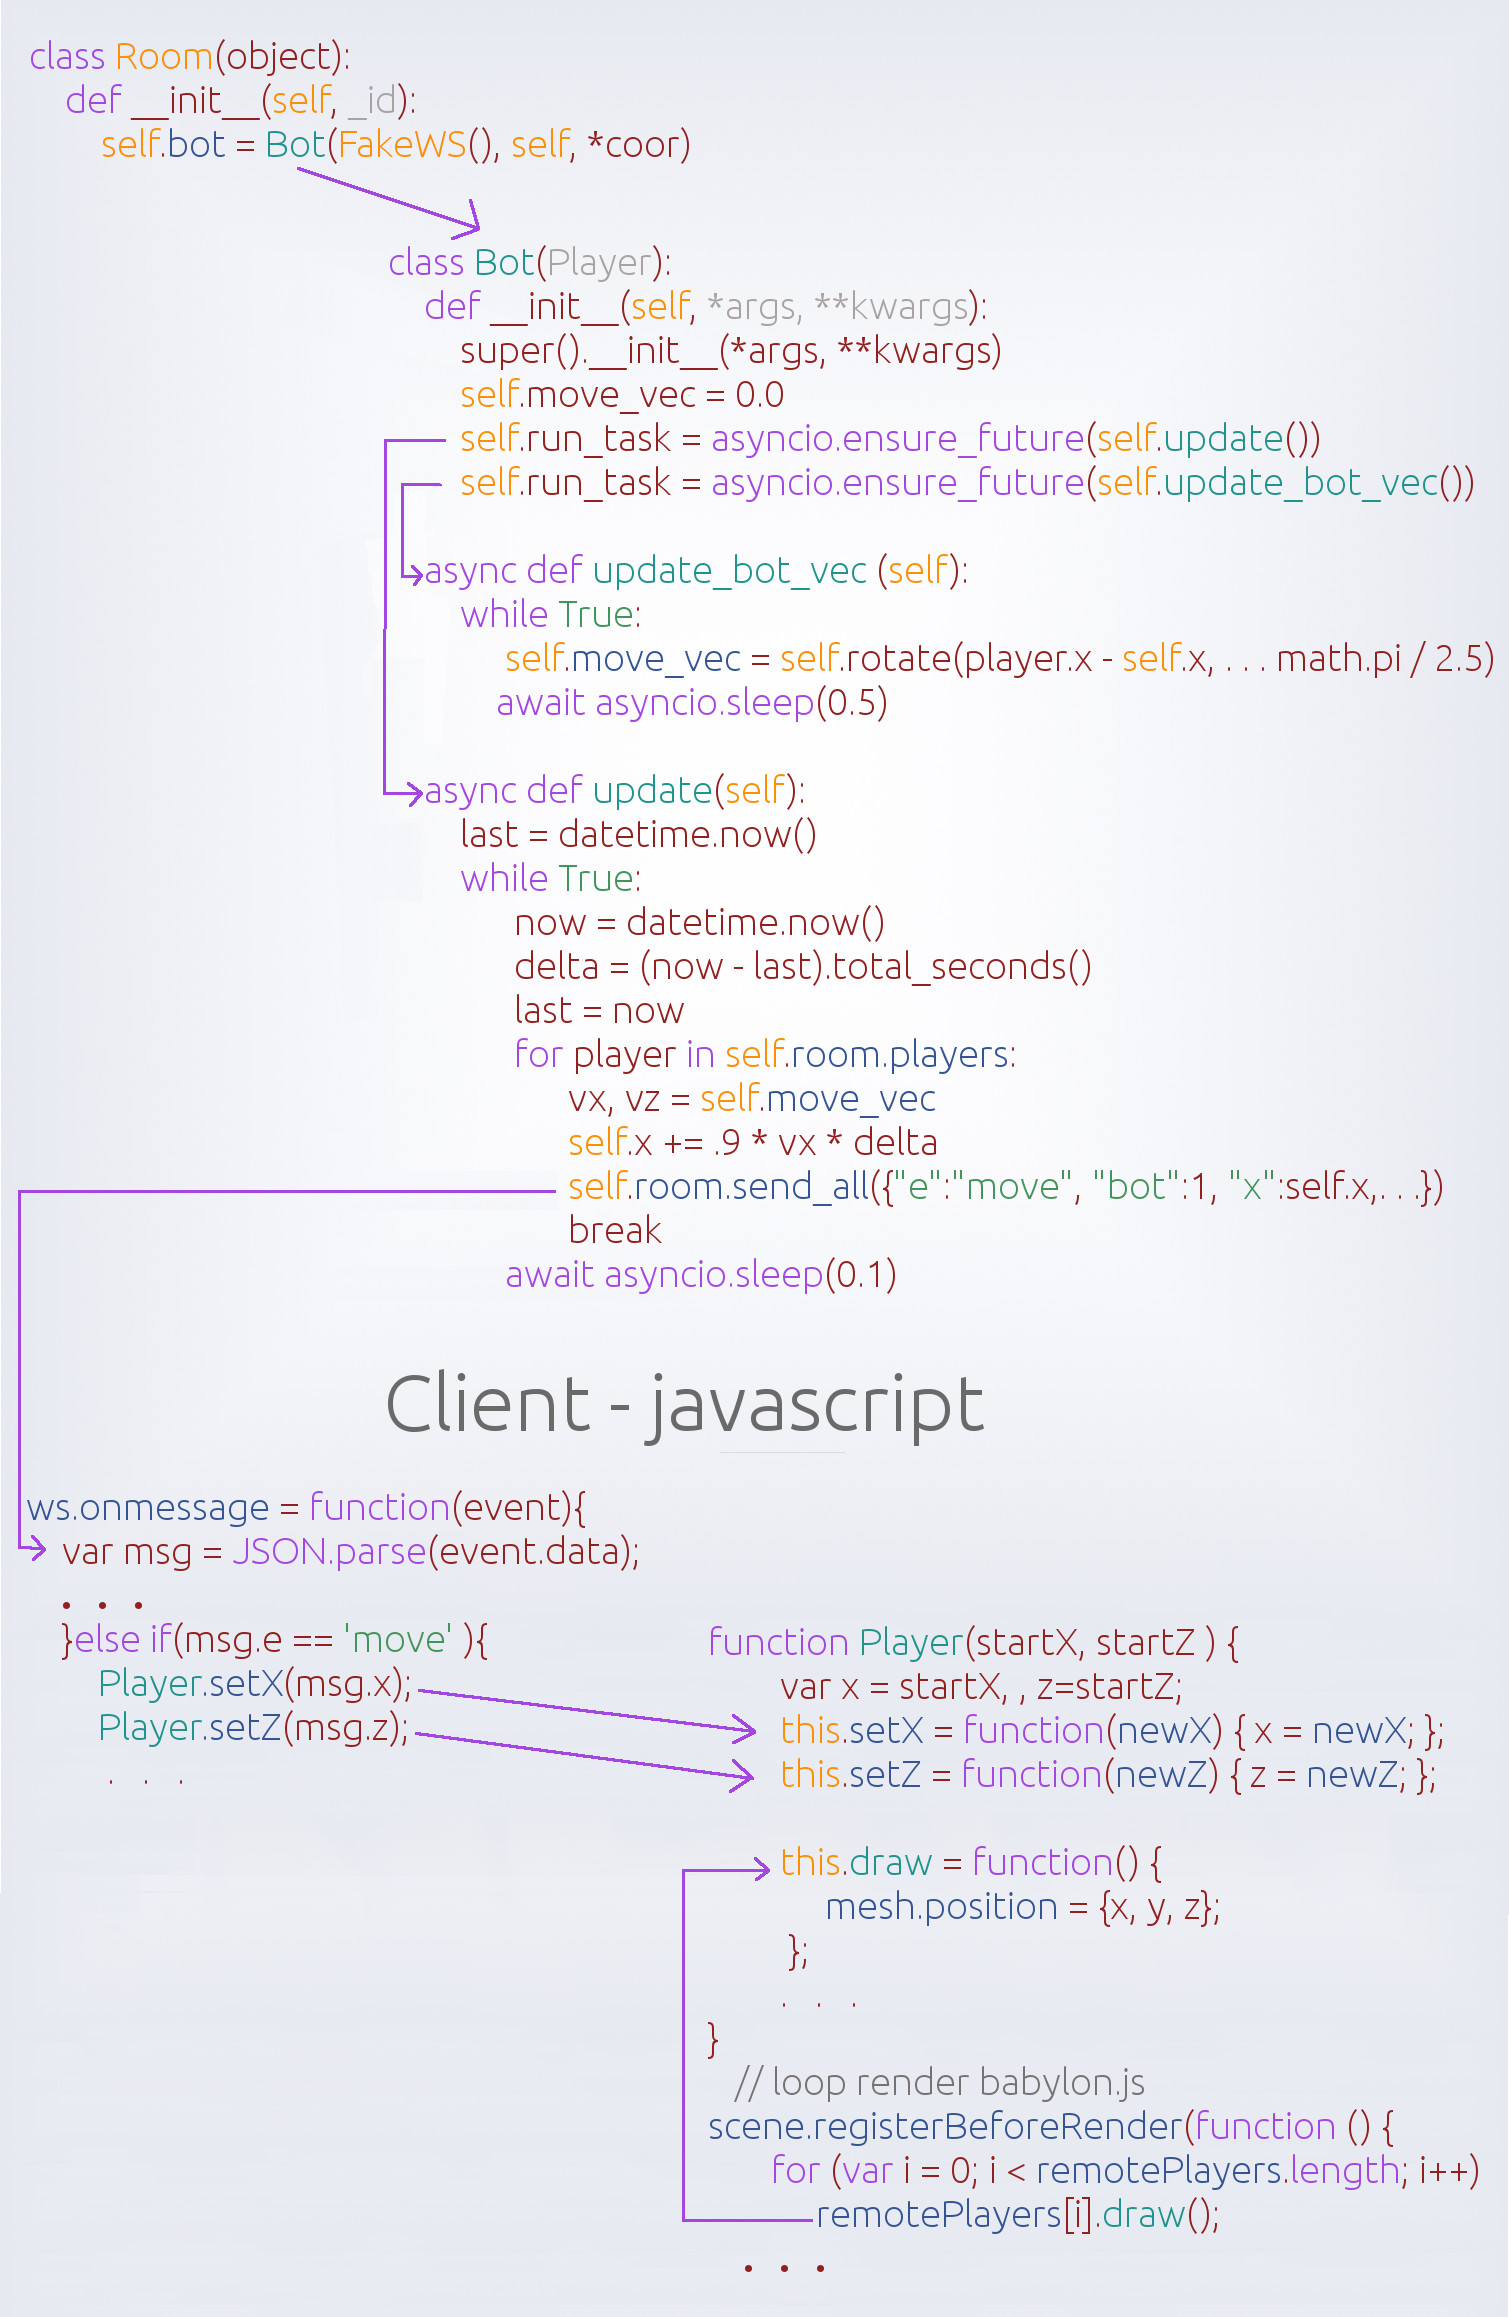 class Room(object):
def __init__(self, _id):
self.bot = Bot(FakeWS(), self, *coor)
class Bot(Player):
def __init__(self, *args, **kwargs):
super().__init__(*args, **kwargs)
self.move_vec = 0.0
self.run_task = asyncio.ensure_future(self.update())
self.run_task = asyncio.ensure_future(self.update_bot_vec())
async def update_bot_vec (self):
while True:
self.move_vec = self.rotate(player.x - self.x, . . . math.pi / 2.5)
await asyncio.sleep(0.5)
async def update(self):
last = datetime.now()
while True:
now = datetime.now()
delta = (now - last).total_seconds()
last = now
for player in self.room.players:
vx, vz = self.move_vec
self.x += .9 * vx * delta
self.room.send_all({"e":"move", "bot":1, "x":self.x,. . .})
break
await asyncio.sleep(0.1)
Client - javascript
ws.onmessage = function(event){
var msg = JSON.parse(event.data);
. . .
}else if(msg.e == 'move' ){
Player.setX(msg.x);
Player.setZ(msg.z);
. . .
function Player(startX, startZ ) {
var x = startX, , z=startZ;
this.setX = function(newX) { x = newX; };
this.setZ = function(newZ) { z = newZ; };
this.draw = function() {
mesh.position = {x, y, z};
};
. . .
}
// loop render babylon.js
scene.registerBeforeRender(function () {
for (var i = 0; i < remotePlayers.length; i++)
remotePlayers[i].draw();
. . .